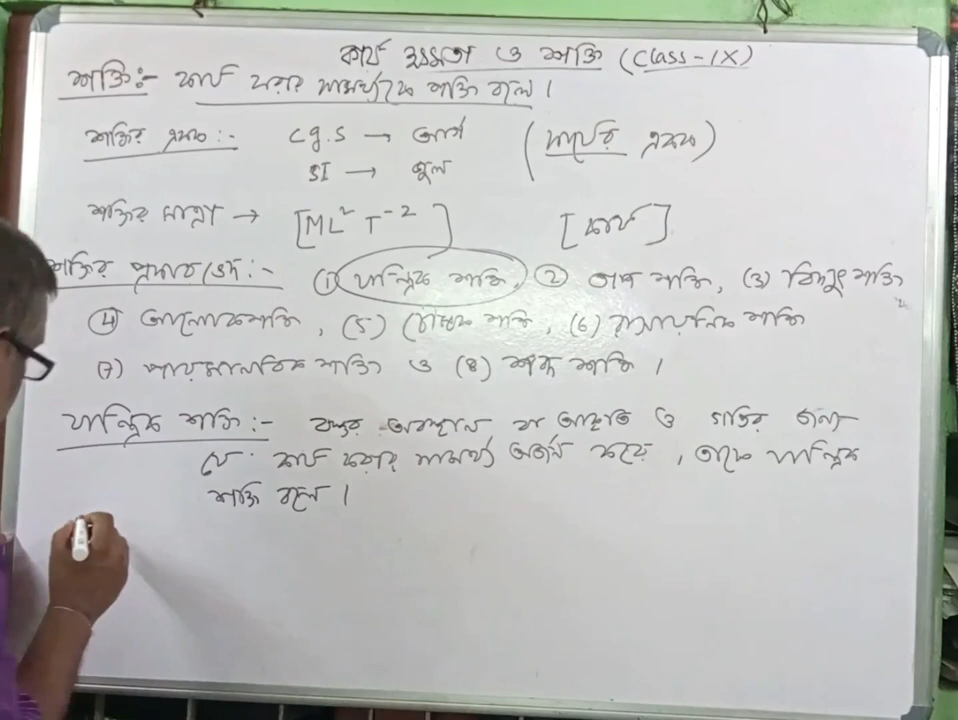 কার্য ক্ষমতা ও শক্তি (Class-IX)
শক্তি:- কার্য করার সামর্থ্যকে শক্তি বলে।
শক্তির একক:- C.g.S → আর্গ (কার্যের একক)
SI → জুল
শক্তির মাত্রা → [ML² T⁻²] [কার্য]
শক্তির প্রকারভেদ:- (1) যান্ত্রিক শক্তি, (2) তাপ শক্তি, (3) বিদ্যুৎ শক্তি
(4) আলোকশক্তি, (5) চৌম্বক শক্তি, (6) রাসায়নিক শক্তি
(7) পারমাণবিক শক্তি ও (8) শব্দ শক্তি।
যান্ত্রিক শক্তি:- বস্তুর অবস্থান বা আকৃতি ও গতির জন্য
যে কার্য করার সামর্থ্য অর্জন করে, তাকে যান্ত্রিক
শক্তি বলে।